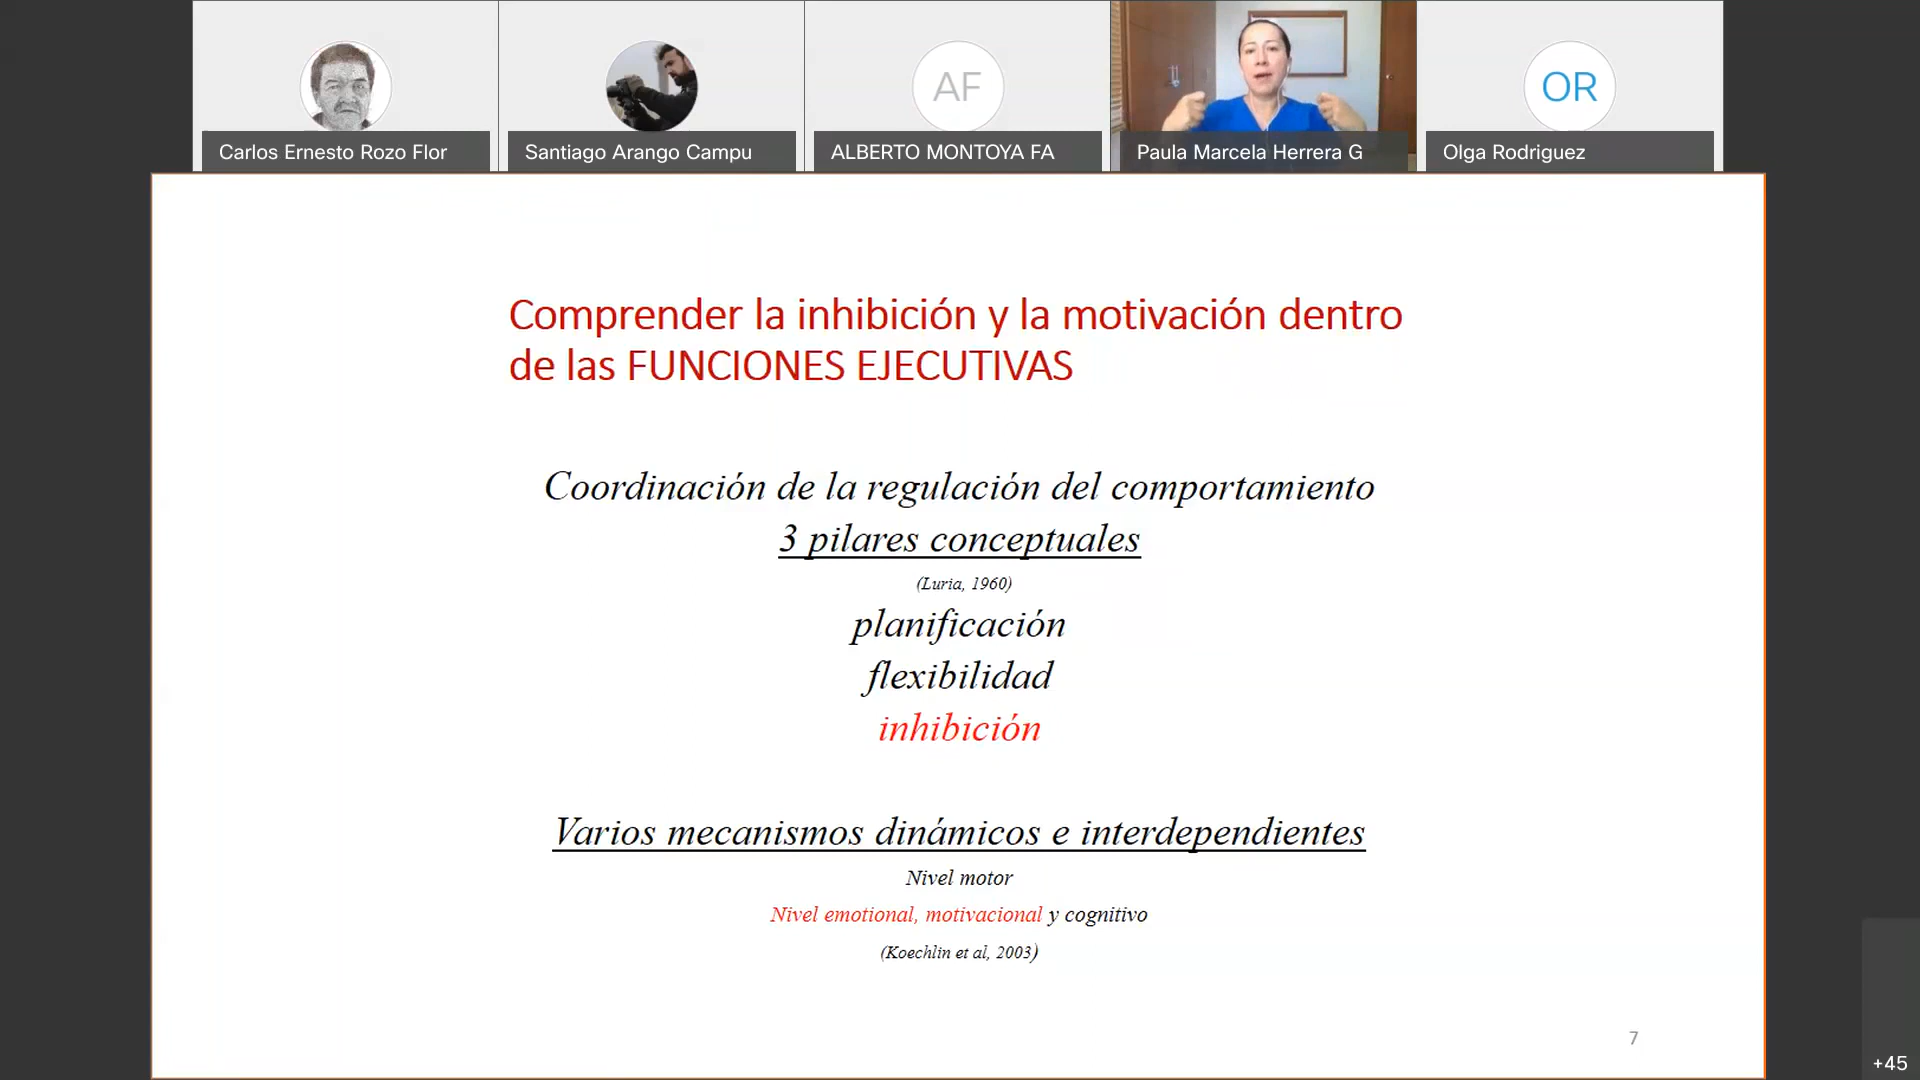 AF
OR
Carlos Ernesto Rozo Flor
Santiago Arango Campu
ALBERTO MONTOYA FA
Paula Marcela Herrera G
Olga Rodriguez
Comprender la inhibición y la motivación dentro
de las FUNCIONES EJECUTIVAS
Coordinación de la regulación del comportamiento
3 pilares conceptuales
(Luria, 1960)
planificación
flexibilidad
inhibición
Varios mecanismos dinámicos e interdependientes
Nivel motor
Nivel emotional, motivacional y cognitivo
(Koechlin et al, 2003)
7
+45